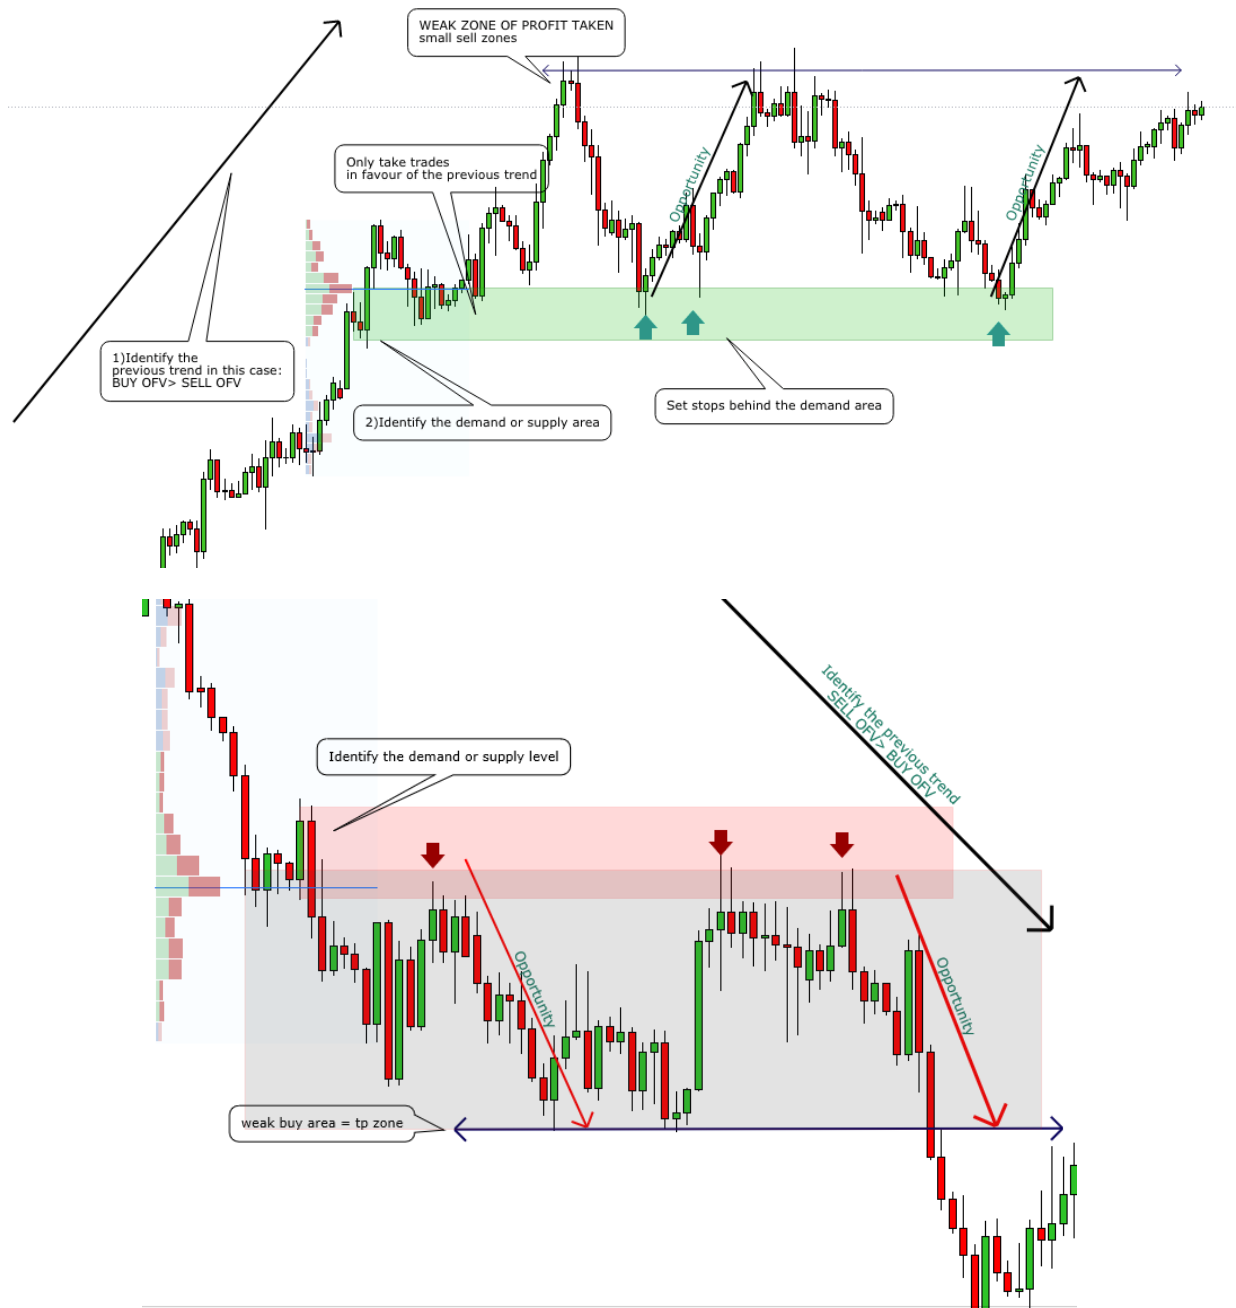 WEAK ZONE OF PROFIT TAKEN
small sell zones
Only take trades
in favour of the previous trend
Opportunity
Opportunity
1)Identify the
previous trend in this case:
BUY OFV> SELL OFV
2)Identify the demand or supply area
Set stops behind the demand area
Identify the previous trend
SELL OFV> BUY OFV
Identify the demand or supply level
Opportunity
Opportunity
weak buy area = tp zone